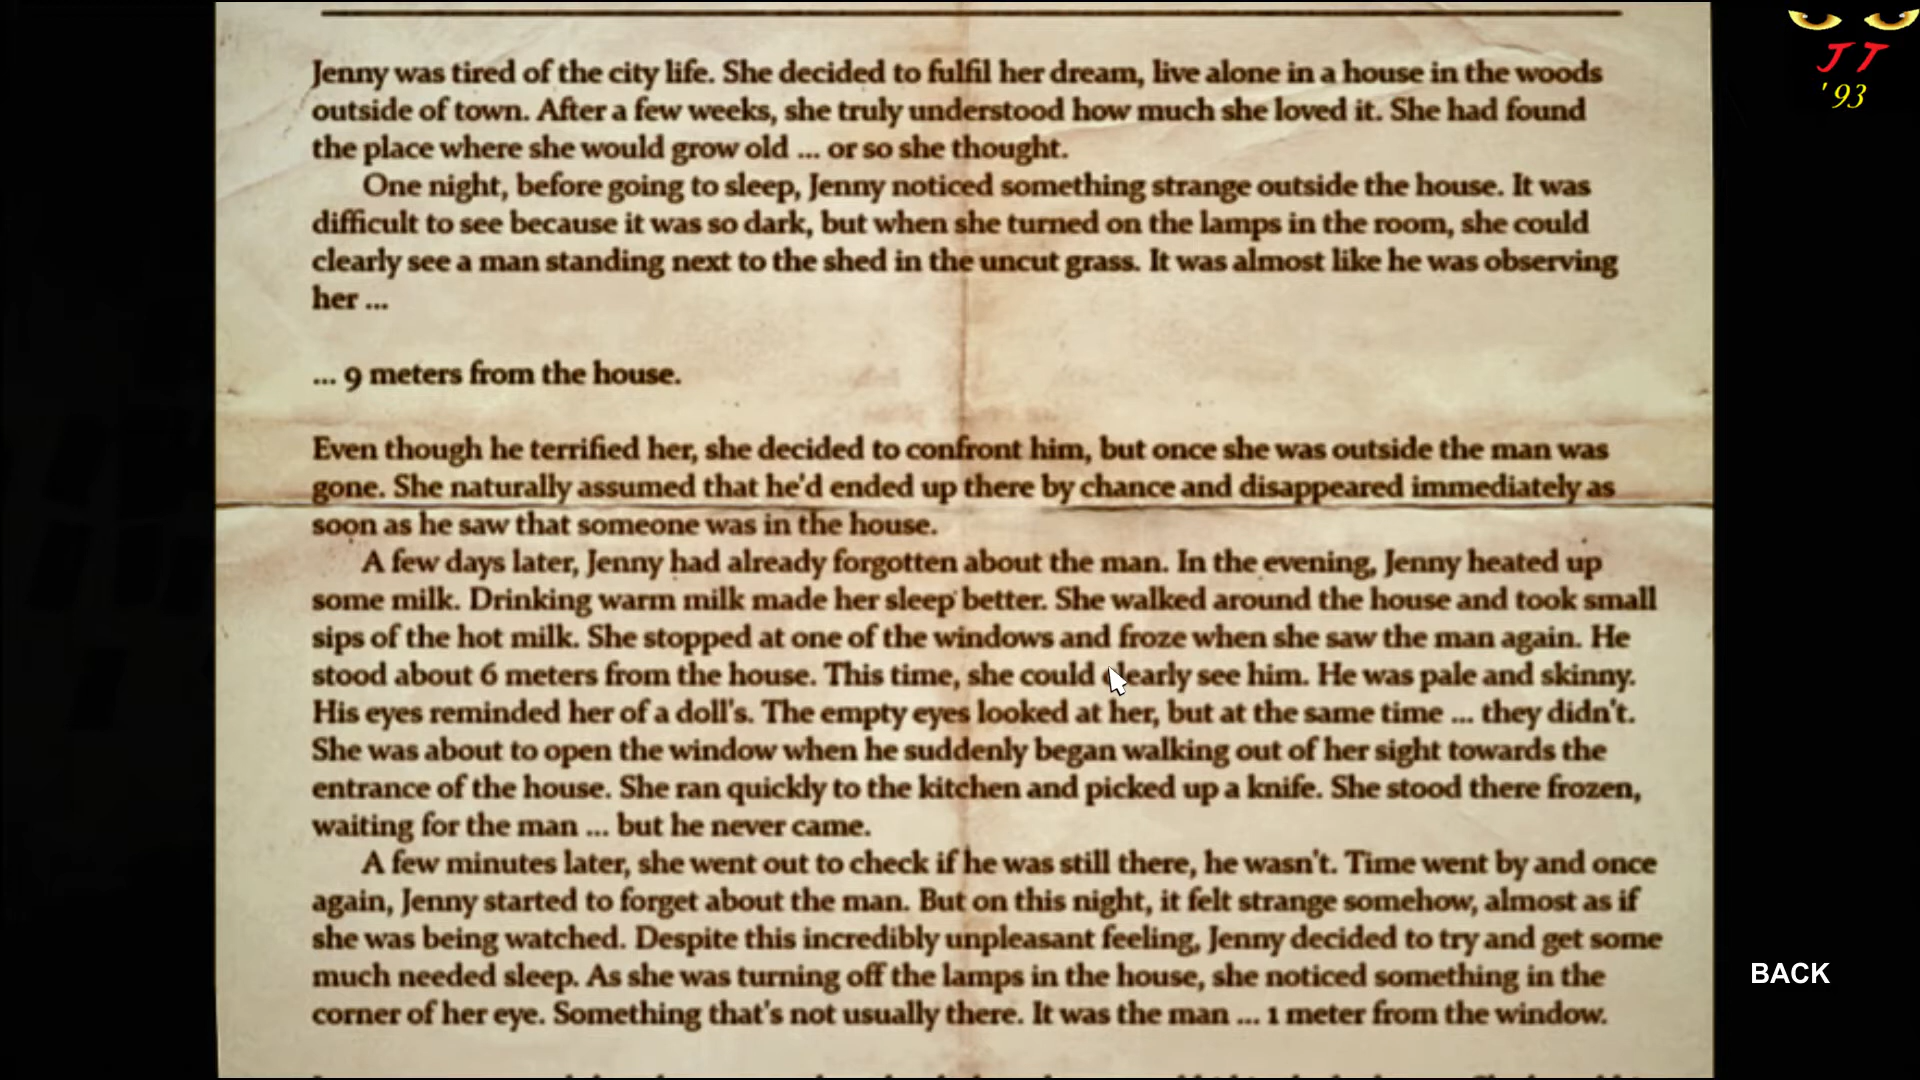 Jenny was tired of the city life. She decided to fulfil her dream, live alone in a house in the woods
outside of town. After a few weeks, she truly understood how much she loved it. She had found
the place where she would grow old ... or so she thought.
One night, before going to sleep, Jenny noticed something strange outside the house. It was
difficult to see because it was so dark, but when she turned on the lamps in the room, she could
clearly see a man standing next to the shed in the uncut grass. It was almost like he was observing
her ...
... 9 meters from the house.
Even though he terrified her, she decided to confront him, but once she was outside the man was
gone. She naturally assumed that he'd ended up there by chance and disappeared immediately as
soon as he saw that someone was in the house.
A few days later, Jenny had already forgotten about the man. In the evening, Jenny heated up
some milk. Drinking warm milk made her sleep better. She walked around the house and took small
sips of the hot milk. She stopped at one of the windows and froze when she saw the man again. He
stood about 6 meters from the house. This time, she could clearly see him. He was pale and skinny.
His eyes reminded her of a doll's. The empty eyes looked at her, but at the same time ... they didn't.
She was about to open the window when he suddenly began walking out of her sight towards the
entrance of the house. She ran quickly to the kitchen and picked up a knife. She stood there frozen,
waiting for the man ... but he never came.
A few minutes later, she went out to check if he was still there, he wasn't. Time went by and once
again, Jenny started to forget about the man. But on this night, it felt strange somehow, almost as if
she was being watched. Despite this incredibly unpleasant feeling, Jenny decided to try and get some
much needed sleep. As she was turning off the lamps in the house, she noticed something in the
corner of her eye. Something that's not usually there. It was the man ... 1 meter from the window.
JT
'93
BACK